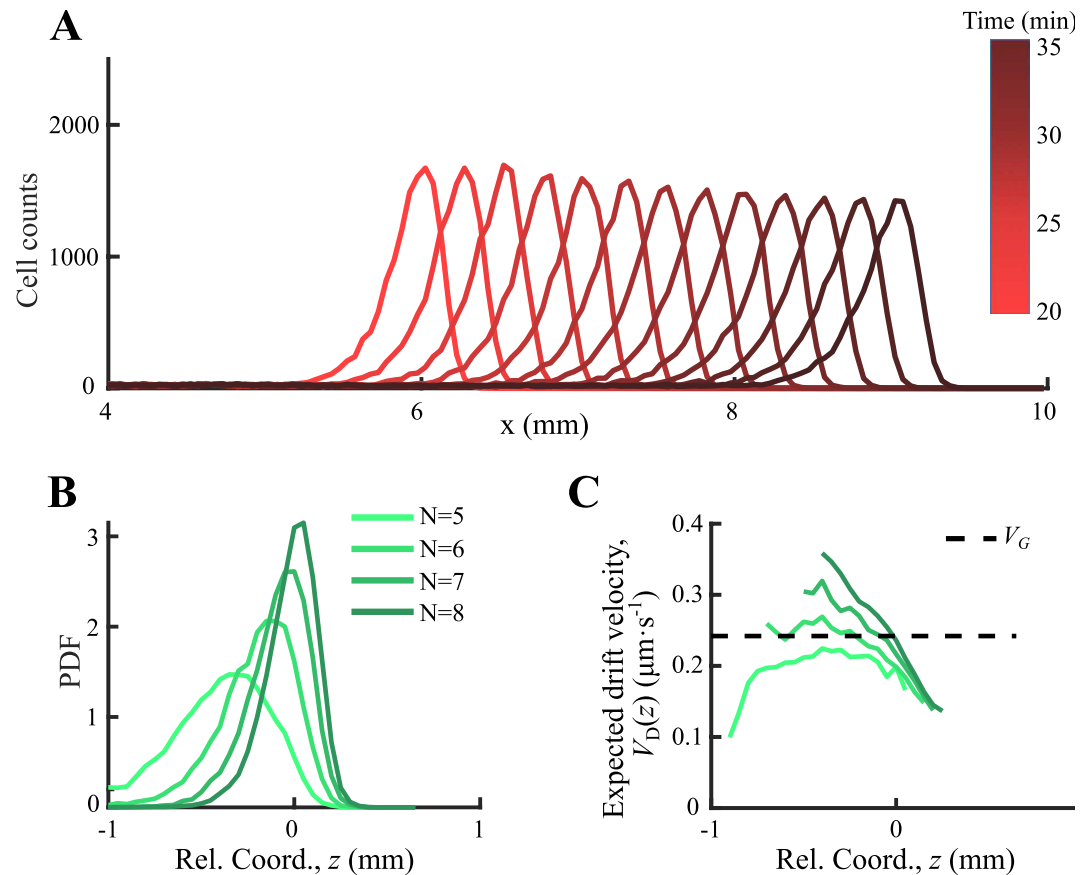 A
Time (min)
35
30
25
20
Cell counts
2000
1000
0
4
6
8
10
x (mm)
B
PDF
3
2
1
0
-1
0
1
Rel. Coord., z (mm)
N=5
N=6
N=7
N=8
C
Expected drift velocity,
V_D(z) (μm·s⁻¹)
0.4
0.3
0.2
0.1
0
-1
0
Rel. Coord., z (mm)
V_G